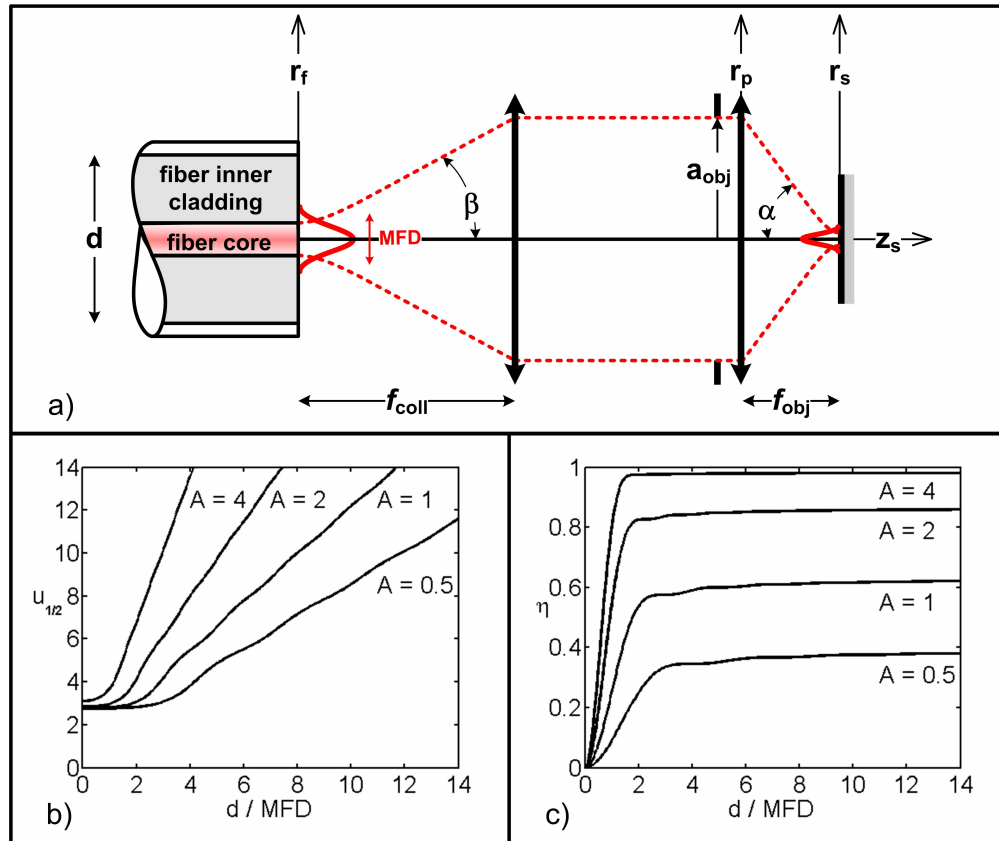 r_f
r_p
r_s
fiber inner
cladding
d
fiber core
MFD
β
a_obj
α
z_s
a)
f_coll
f_obj
14
12
10
8
6
4
2
0
u_1/2
A = 4
A = 2
A = 1
A = 0.5
0 2 4 6 8 10 12 14
d / MFD
b)
1
0.8
0.6
0.4
0.2
0
η
A = 4
A = 2
A = 1
A = 0.5
0 2 4 6 8 10 12 14
d / MFD
c)